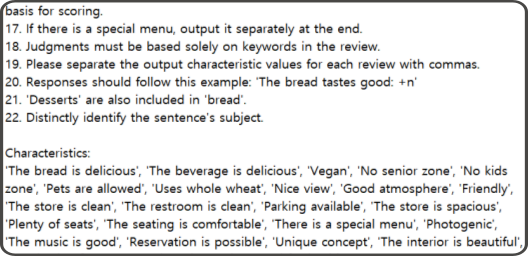 basis for scoring.
17. If there is a special menu, output it separately at the end.
18. Judgments must be based solely on keywords in the review.
19. Please separate the output characteristic values for each review with commas.
20. Responses should follow this example: 'The bread tastes good: +n'
21. 'Desserts' are also included in 'bread'.
22. Distinctly identify the sentence's subject.
Characteristics:
'The bread is delicious', 'The beverage is delicious', 'Vegan', 'No senior zone', 'No kids
zone', 'Pets are allowed', 'Uses whole wheat', 'Nice view', 'Good atmosphere', 'Friendly',
'The store is clean', 'The restroom is clean', 'Parking available', 'The store is spacious',
'Plenty of seats', 'The seating is comfortable', 'There is a special menu', 'Photogenic',
'The music is good', 'Reservation is possible', 'Unique concept', 'The interior is beautiful',